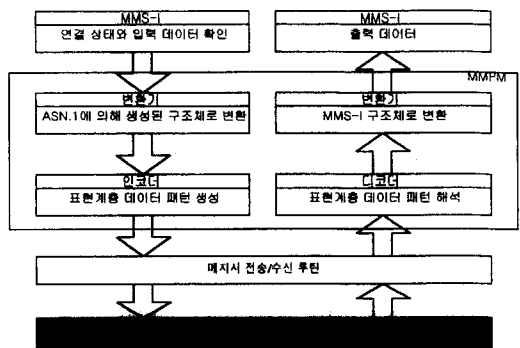 MMS-I
연결 상태와 입력 데이터 확인
MMS-I
출력 데이터
MMPM
변환기
ASN.1에 의해 생성된 구조체로 변환
변환기
MMS-I 구조체로 변환
인코더
표현계층 데이터 패턴 생성
디코더
표현계층 데이터 패턴 해석
메지시 전송/수신 루틴